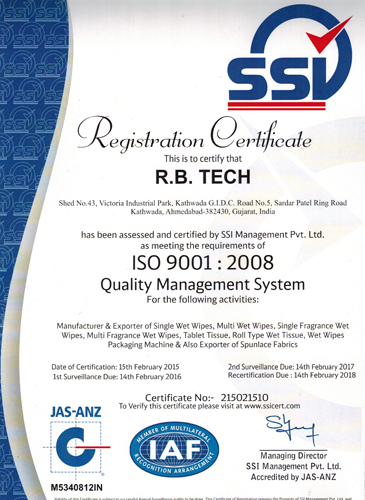 SSI
Registration Certificate
This is to certify that
R.B. TECH
Shed No.43, Victoria Industrial Park, Kathwada G.I.D.C. Road No.5, Sardar Patel Ring Road
Kathwada, Ahmedabad-382430, Gujarat, India
has been assessed and certified by SSI Management Pvt. Ltd.
as meeting the requirements of
ISO 9001 : 2008
Quality Management System
For the following activities:
Manufacturer & Exporter of Single Wet Wipes, Multi Wet Wipes, Single Fragrance Wet
Wipes, Multi Fragrance Wet Wipes, Tablet Tissue, Roll Type Wet Tissue, Wet Wipes
Packaging Machine & Also Exporter of Spunlace Fabrics
Date of Certification: 15th February 2015
2nd Surveillance Due: 14th February 2017
1st Surveillance Due: 14th February 2016
Recertification Due : 14th February 2018
Certificate No:- 215021510
To Verify this certificate please visit at www.ssicert.com
JAS-ANZ
C
M5340812IN
MEMBER OF MULTILATERAL
IAF
RECOGNITION ARRANGEMENT
Managing Director
SSI Management Pvt. Ltd.
Accredited by JAS-ANZ